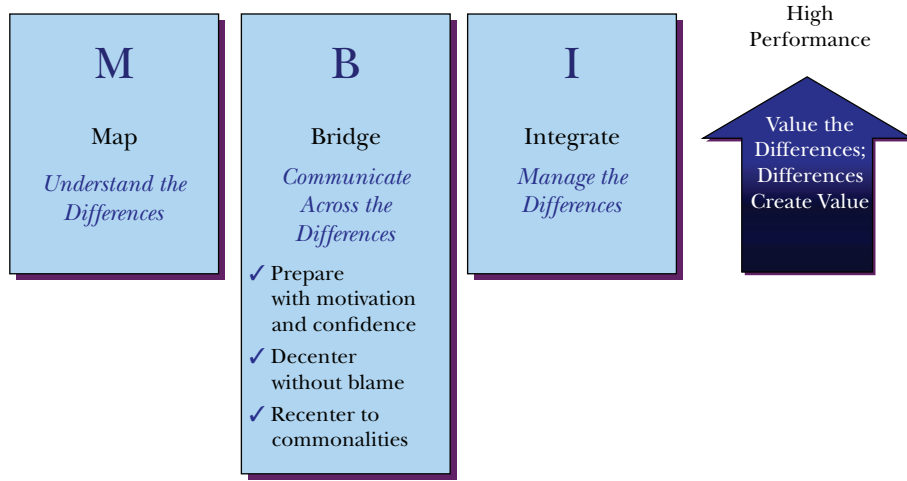 M
Map
Understand the
Differences
B
Bridge
Communicate
Across the
Differences
✓ Prepare
with motivation
and confidence
✓ Decenter
without blame
✓ Recenter to
commonalities
I
Integrate
Manage the
Differences
High
Performance
Value the
Differences;
Differences
Create Value